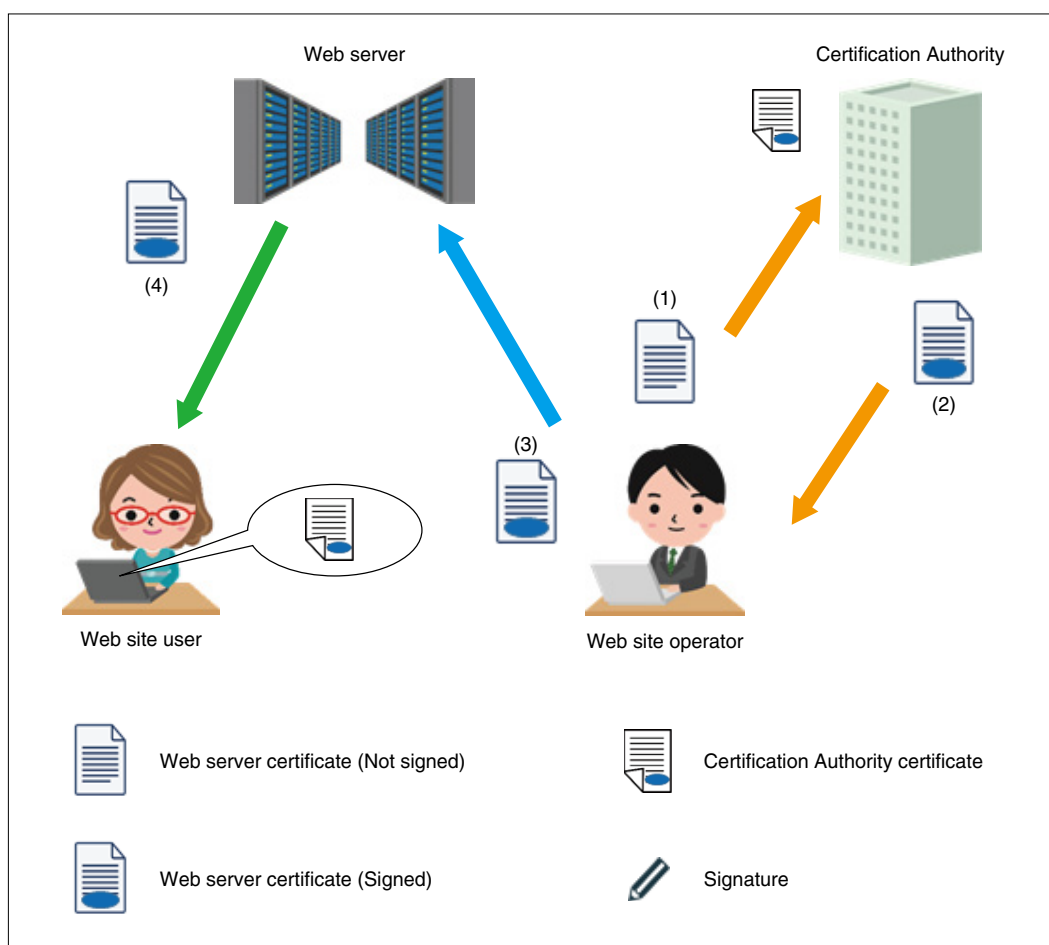 Web server
Certification Authority
(1)
(4)
(2)
(3)
Web site user
Web site operator
Web server certificate (Not signed)
Certification Authority certificate
Web server certificate (Signed)
Signature